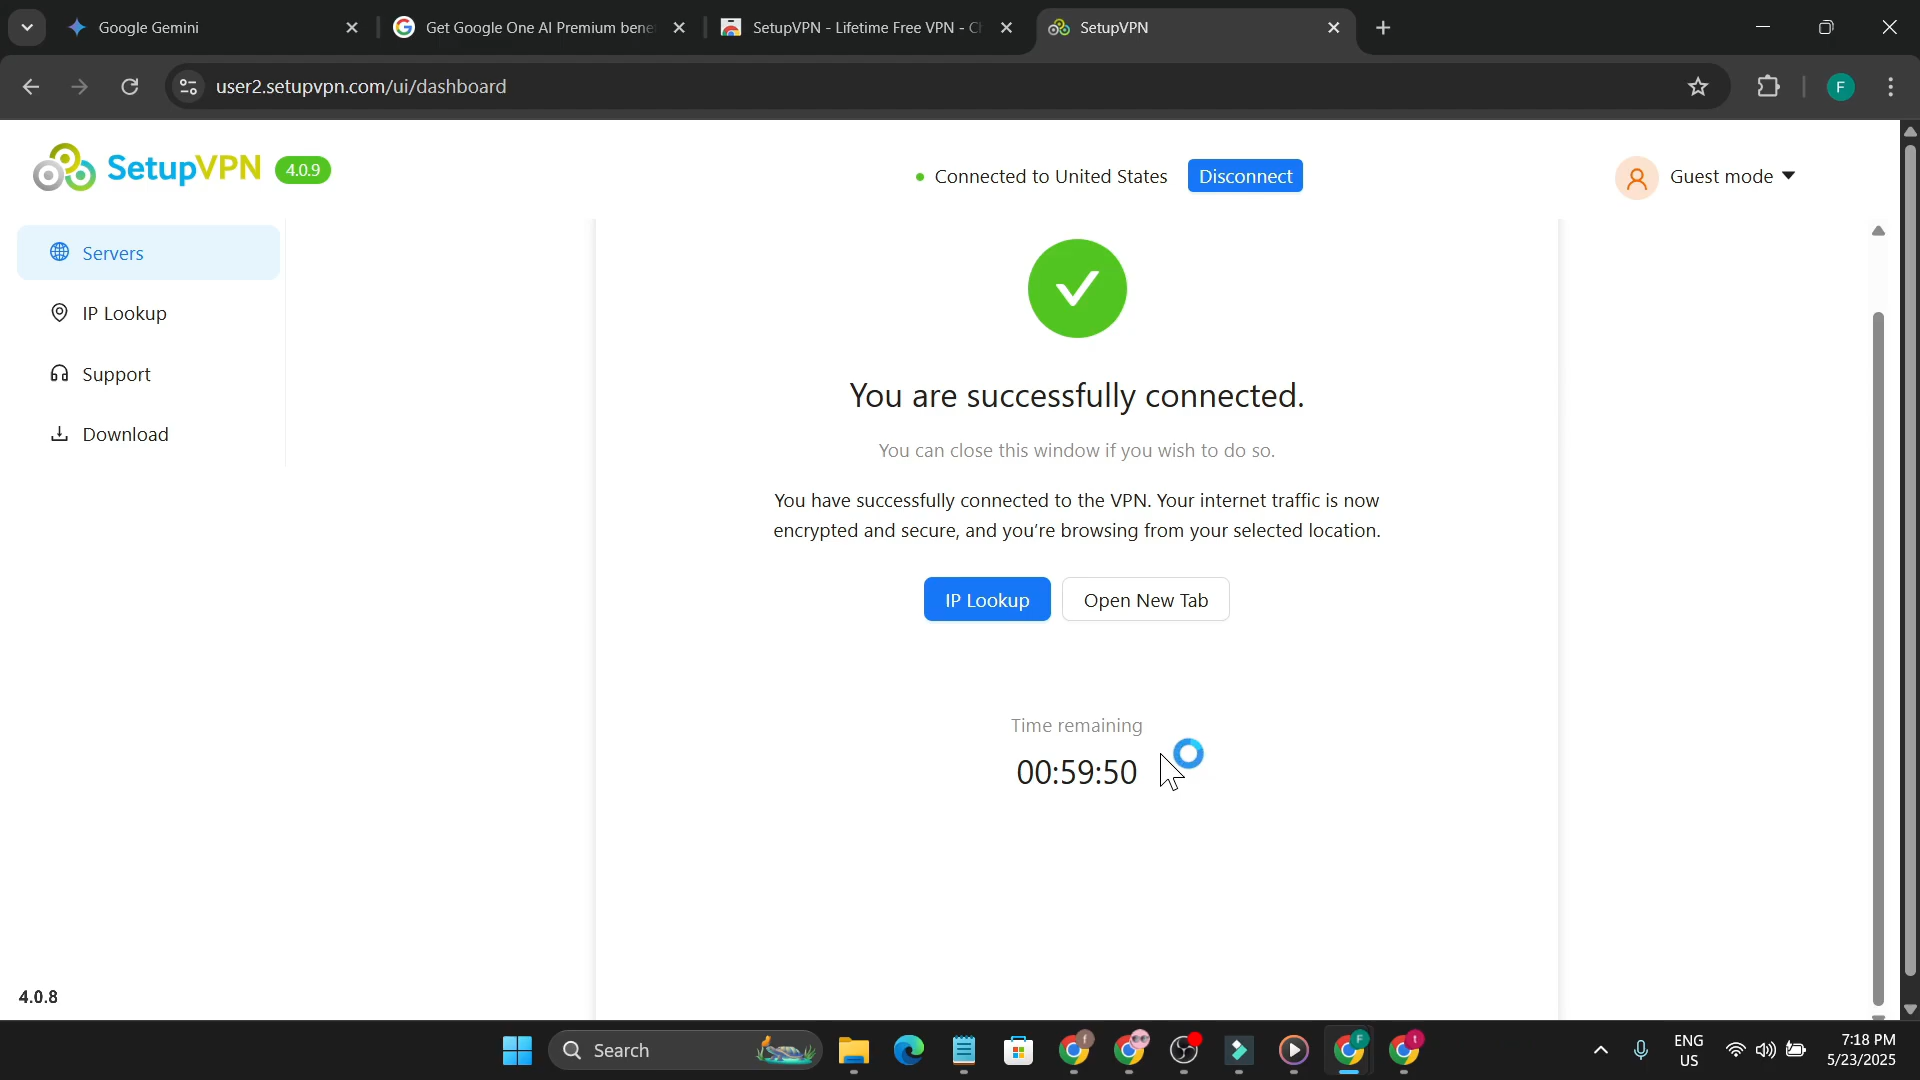 Google Gemini
Get Google One AI Premium bene
SetupVPN - Lifetime Free VPN - C
SetupVPN
user2.setupvpn.com/ui/dashboard
F
SetupVPN 4.0.9
Connected to United States
Disconnect
Guest mode
Servers
IP Lookup
Support
Download
You are successfully connected.
You can close this window if you wish to do so.
You have successfully connected to the VPN. Your internet traffic is now
encrypted and secure, and you're browsing from your selected location.
IP Lookup
Open New Tab
Time remaining
00:59:50
4.0.8
Search
f
F
t
ENG
US
7:18 PM
5/23/2025